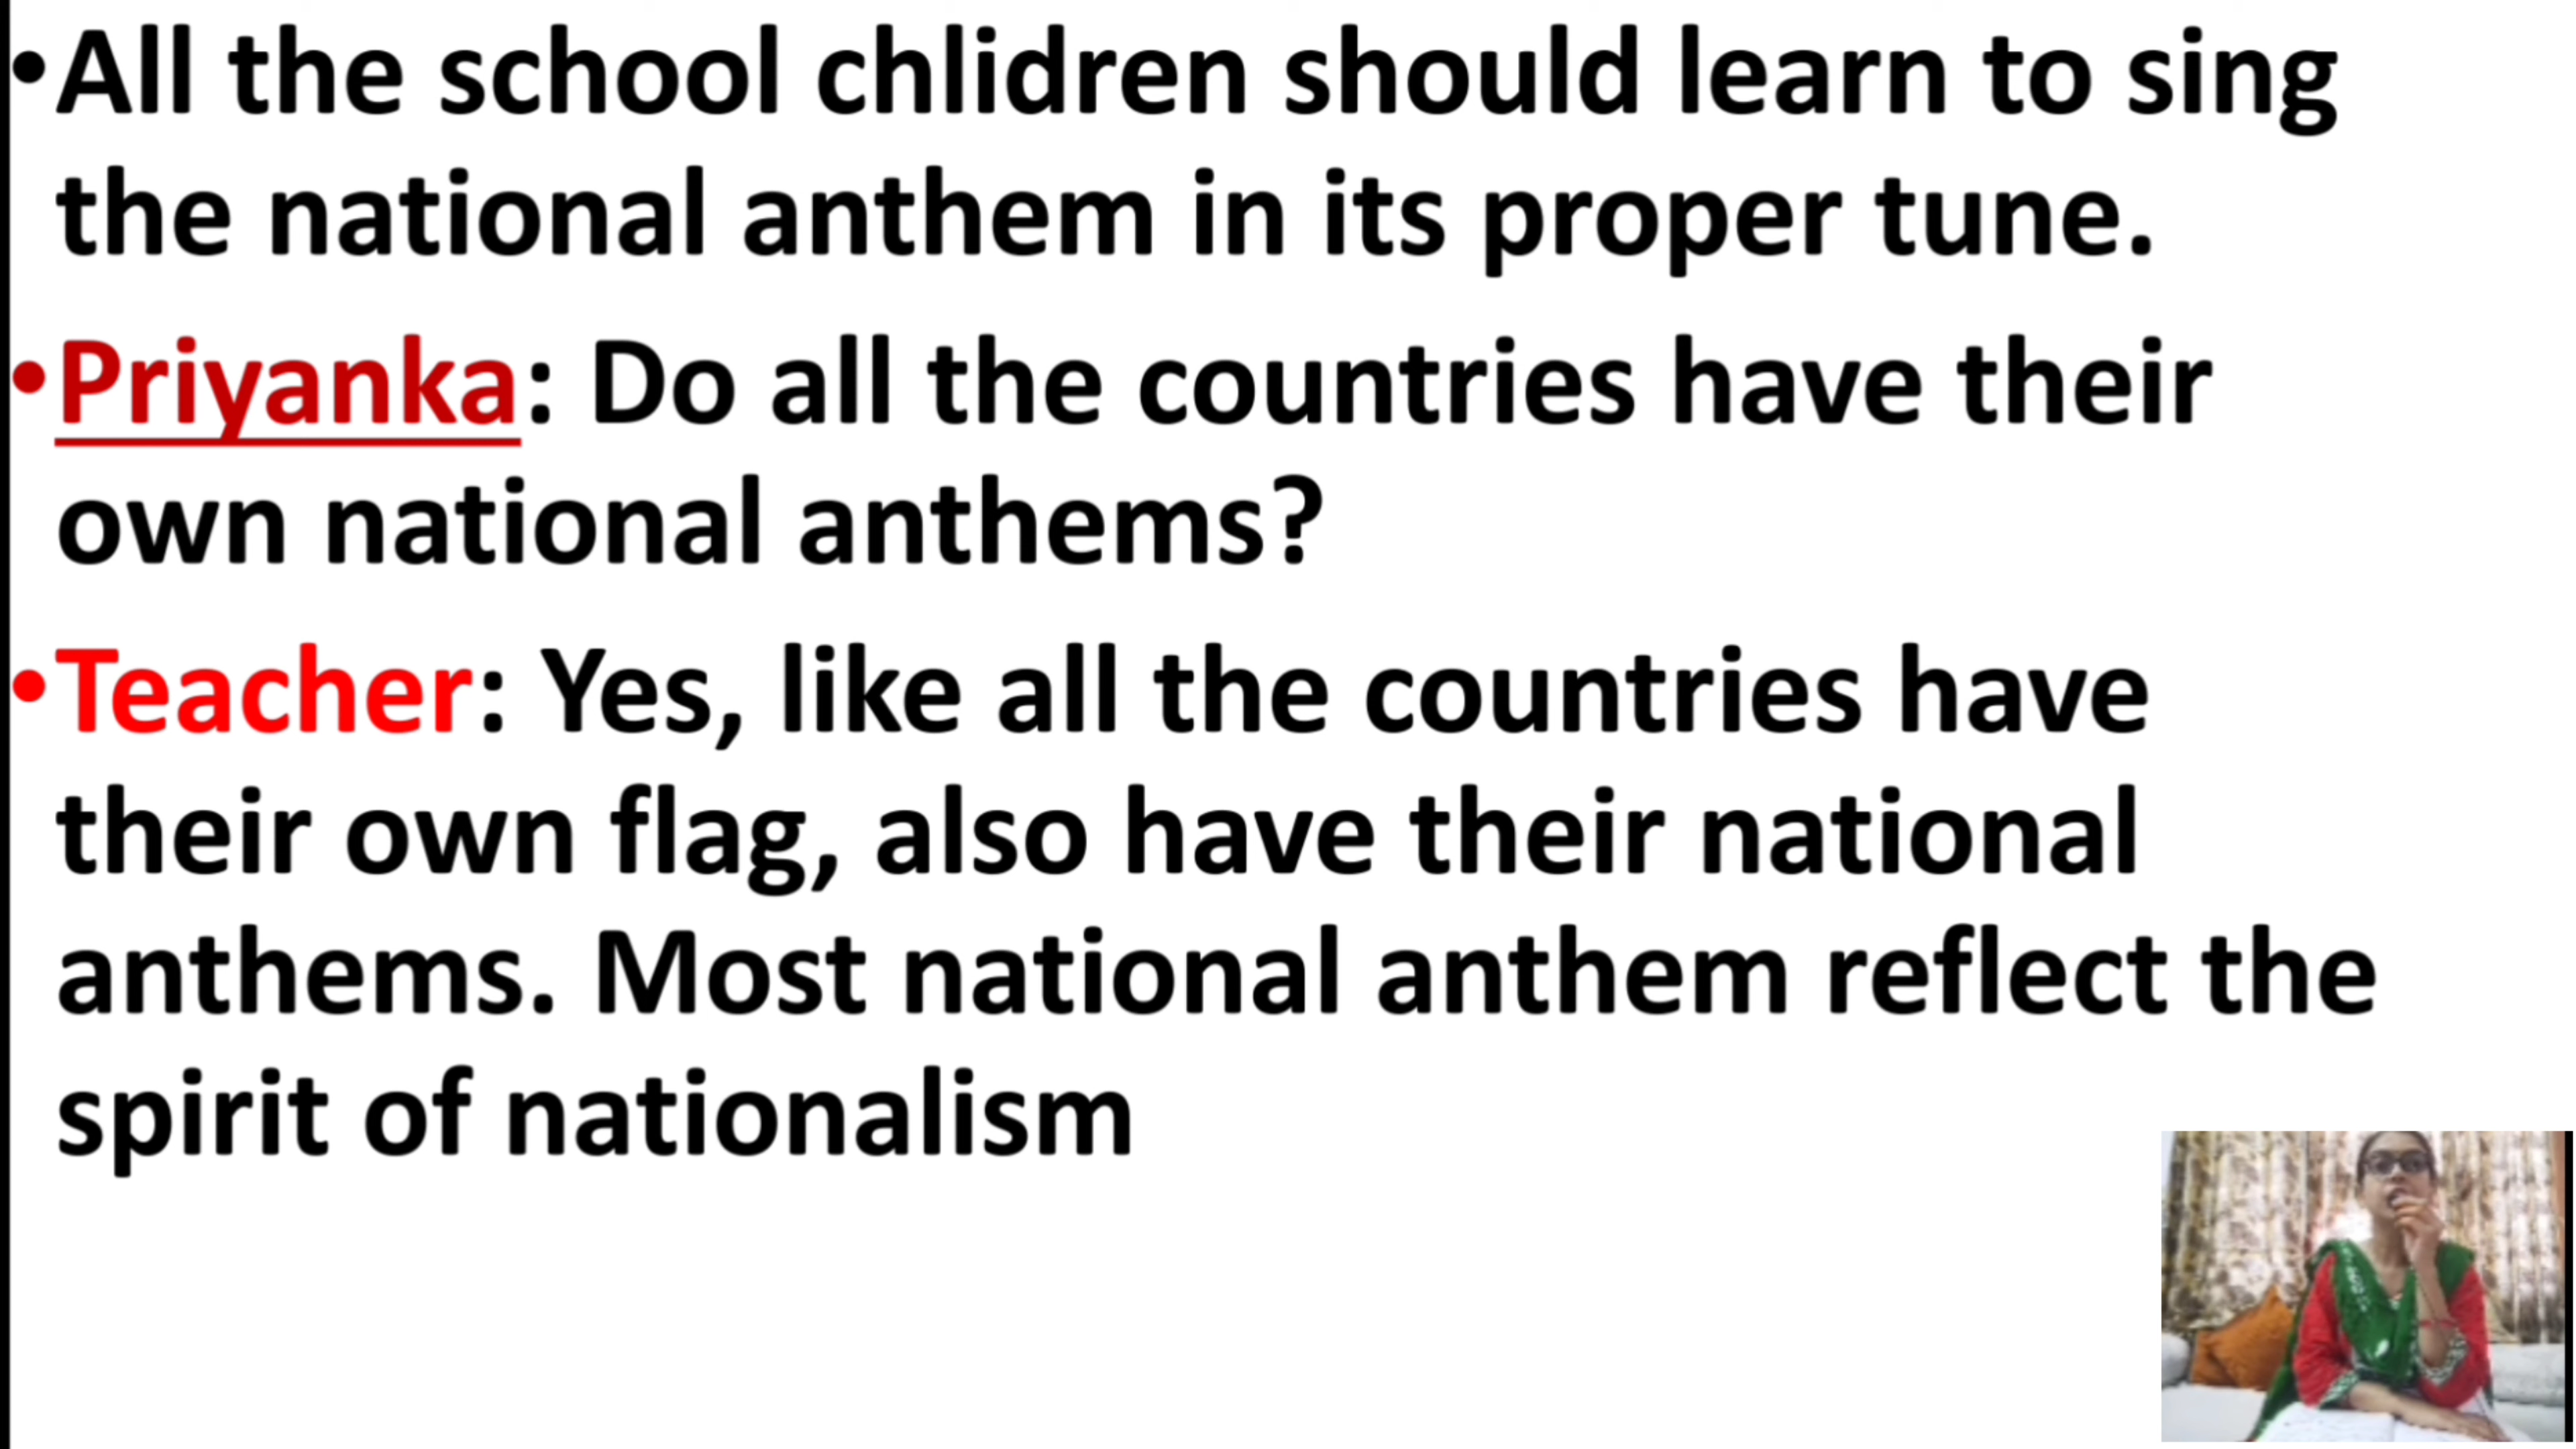 •All the school chlidren should learn to sing
the national anthem in its proper tune.
•Priyanka: Do all the countries have their
own national anthems?
•Teacher: Yes, like all the countries have
their own flag, also have their national
anthems. Most national anthem reflect the
spirit of nationalism